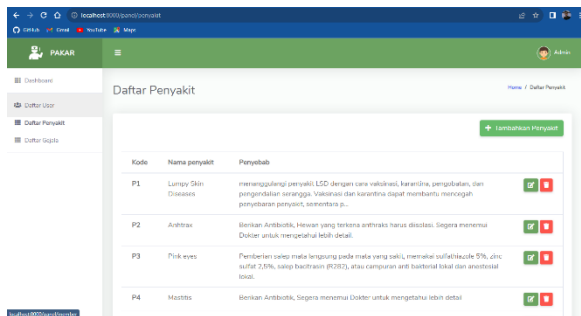 localhost:8000/panel/penyakit
GitHub Gmail YouTube Maps
PAKAR
Admin
Dashboard
Daftar User
Daftar Penyakit
Daftar Gejala
Daftar Penyakit
Home / Daftar Penyakit
Tambahkan Penyakit
Kode Nama penyakit Penyebab
P1 Lumpy Skin Diseases menanggulangi penyakit LSD dengan cara vaksinasi, karantina, pengobatan, dan
pengendalian serangga. Vaksinasi dan karantina dapat membantu mencegah
penyebaran penyakit, sementara p...
P2 Anthrax Berikan Antibiotik, Hewan yang terkena anthraks harus diisolasi. Segera menemui
Dokter untuk mengetahui lebih detail.
P3 Pink eyes Pemberian salep mata langsung pada mata yang sakit, memakai sulfathiazole 5%, zinc
sulfat 2,5%, salep bacitrasin (R2B2), atau campuran anti bakterial lokal dan anestesial
lokal.
P4 Mastitis Berikan Antibiotik, Segera menemui Dokter untuk mengetahui lebih detail